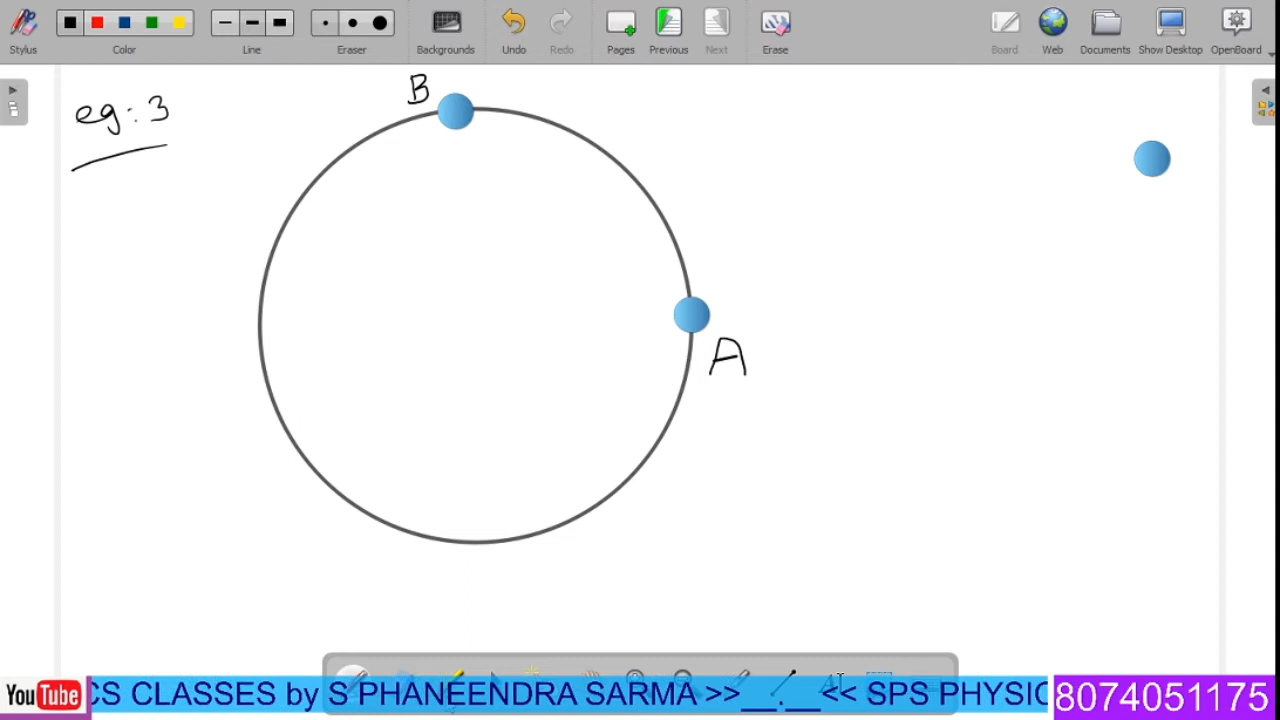 Stylus
Color
Line
Eraser
Backgrounds
Undo
Redo
Pages
Previous
Next
Erase
Board
Web
Documents
Show Desktop
OpenBoard
eg: 3
B
A
YouTube
CS CLASSES by S PHANEENDRA SARMA >>__.__<< SPS PHYSIC
8074051175